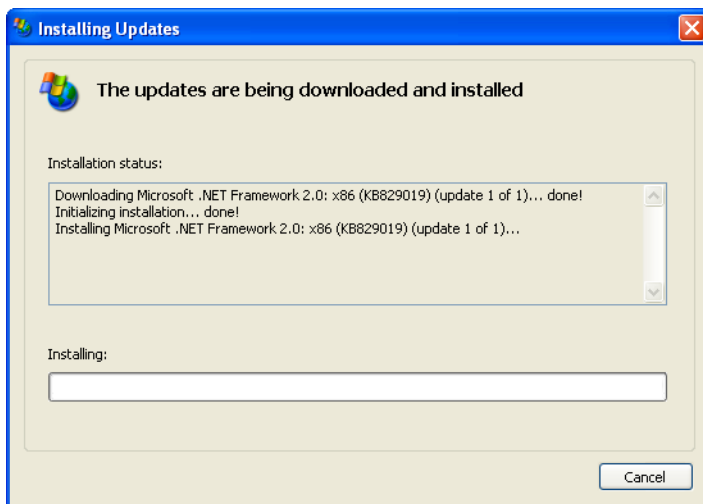 Installing Updates
The updates are being downloaded and installed
Installation status:
Downloading Microsoft .NET Framework 2.0: x86 (KB829019) (update 1 of 1)... done!
Initializing installation... done!
Installing Microsoft .NET Framework 2.0: x86 (KB829019) (update 1 of 1)...
Installing:
Cancel